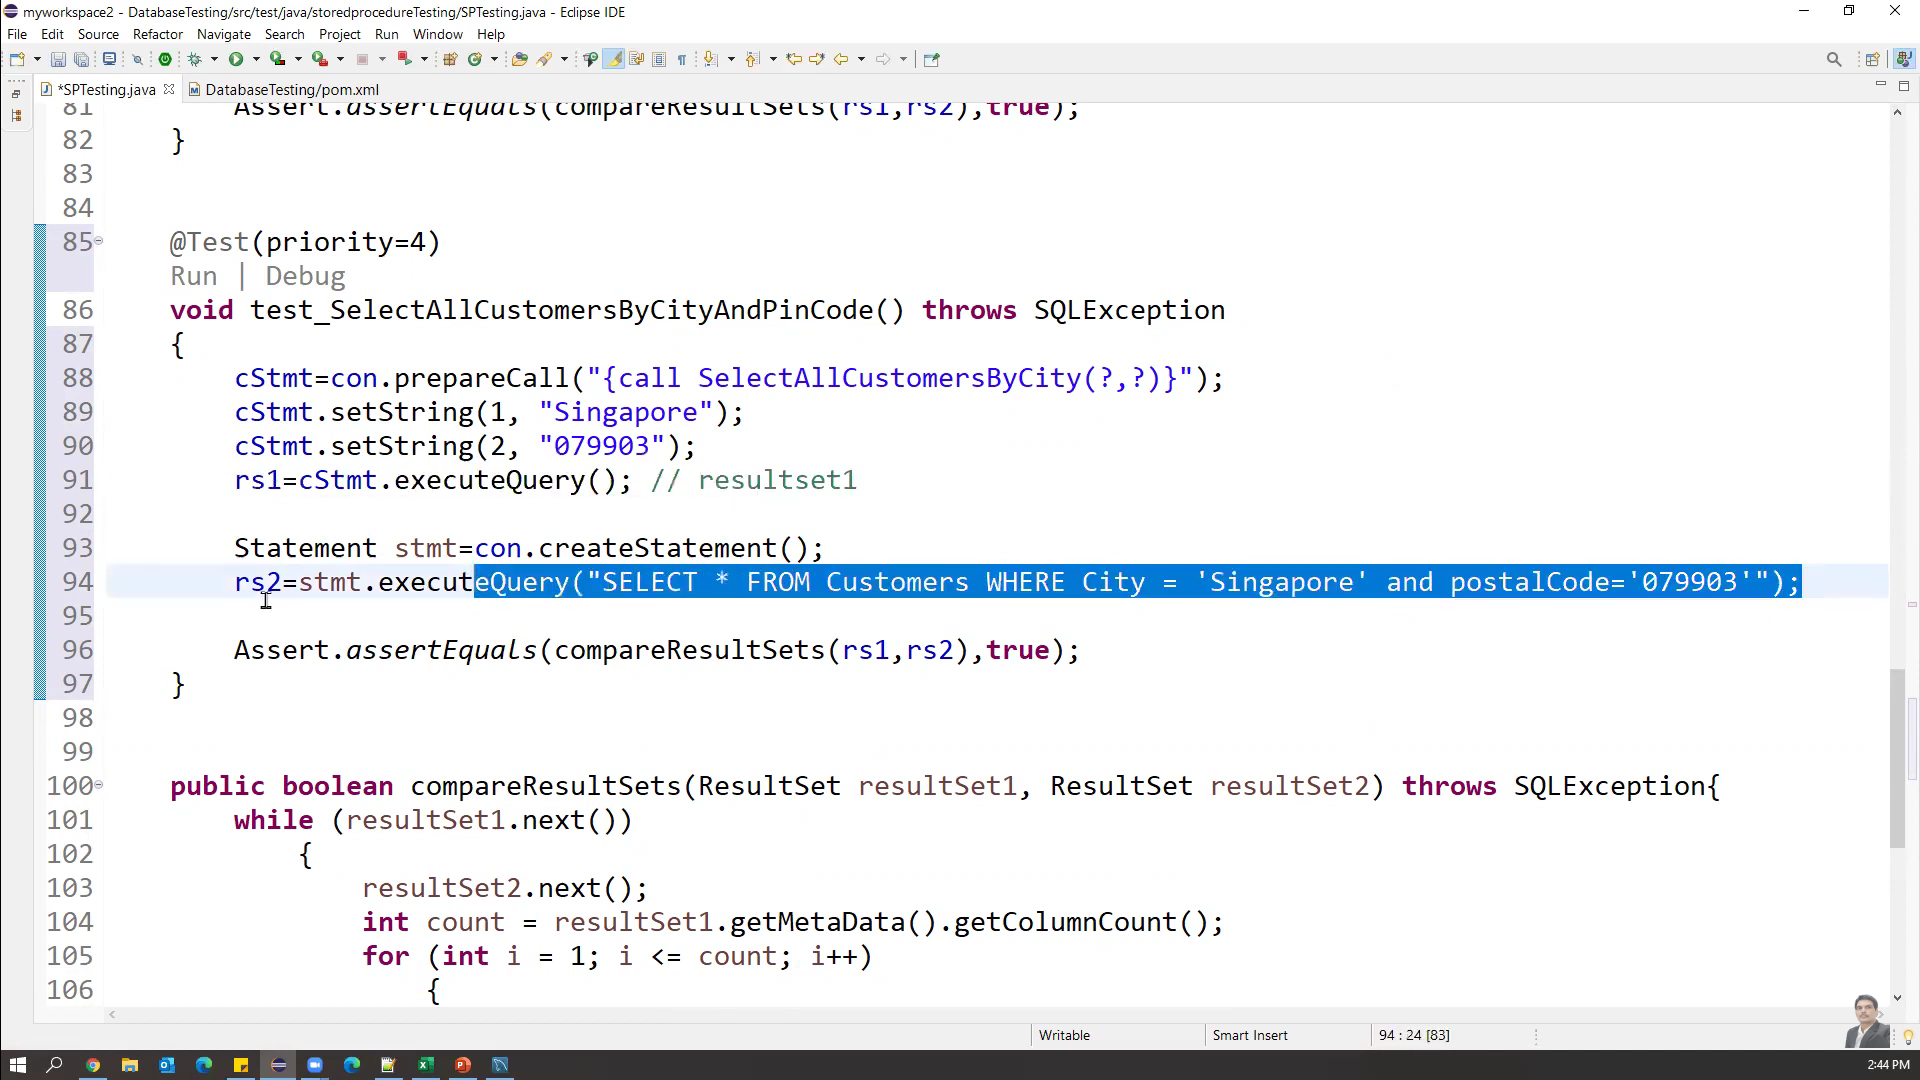 myworkspace2 - DatabaseTesting/src/test/java/storedprocedureTesting/SPTesting.java - Eclipse IDE
File Edit Source Refactor Navigate Search Project Run Window Help
*SPTesting.java DatabaseTesting/pom.xml
81 Assert.assertEquals(compareResultSets(rs1,rs2),true);
82 }
83
84
85 @Test(priority=4)
Run | Debug
86 void test_SelectAllCustomersByCityAndPinCode() throws SQLException
87 {
88 cStmt=con.prepareCall("{call SelectAllCustomersByCity(?,?)}");
89 cStmt.setString(1, "Singapore");
90 cStmt.setString(2, "079903");
91 rs1=cStmt.executeQuery(); // resultset1
92
93 Statement stmt=con.createStatement();
94 rs2=stmt.executeQuery("SELECT * FROM Customers WHERE City = 'Singapore' and postalCode='079903'");
95
96 Assert.assertEquals(compareResultSets(rs1,rs2),true);
97 }
98
99
100 public boolean compareResultSets(ResultSet resultSet1, ResultSet resultSet2) throws SQLException{
101 while (resultSet1.next())
102 {
103 resultSet2.next();
104 int count = resultSet1.getMetaData().getColumnCount();
105 for (int i = 1; i <= count; i++)
106 {
Writable Smart Insert 94 : 24 [83]
2:44 PM